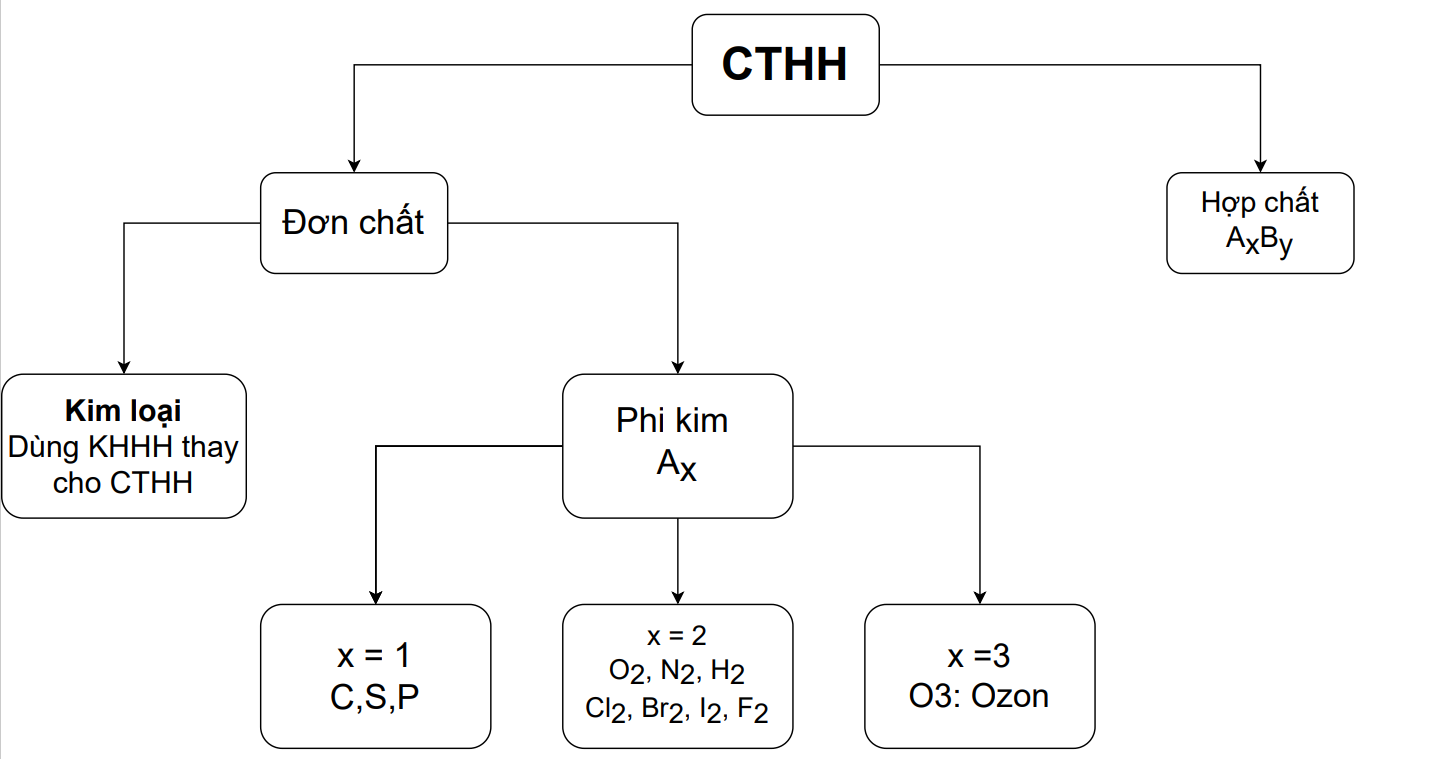 CTHH
Đơn chất
Hợp chất
AxBy
Kim loại
Dùng KHHH thay
cho CTHH
Phi kim
Ax
x = 1
C,S,P
x = 2
O2, N2, H2
Cl2, Br2, I2, F2
x =3
O3: Ozon